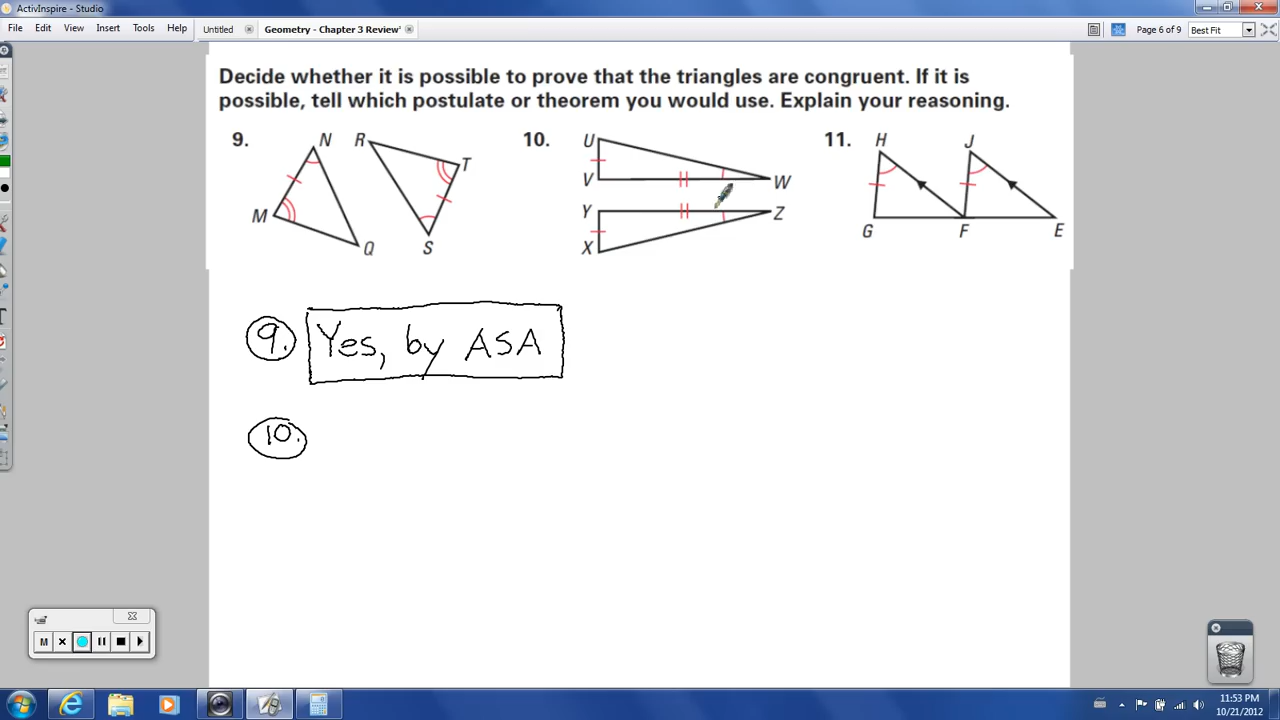 ActivInspire - Studio
File Edit View Insert Tools Help
Untitled
Geometry - Chapter 3 Review*
Page 6 of 9
Best Fit
Decide whether it is possible to prove that the triangles are congruent. If it is
possible, tell which postulate or theorem you would use. Explain your reasoning.
9.
N
M
Q
R
T
S
10.
U
V
W
Y
Z
X
11.
H
J
G
F
E
9. Yes, by ASA
10.
M
11:53 PM
10/21/2012